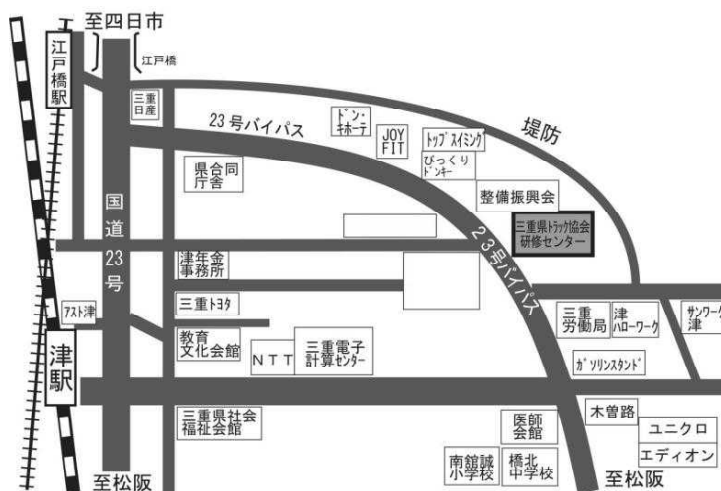 至四日市
江戸橋
江戸橋駅
三重
日産
23号バイパス
ドン・
キホーテ
JOY
FIT
トップスイミング
びっくり
ドンキー
堤防
県合同
庁舎
整備振興会
三重県トラック協会
研修センター
国道23号
23号バイパス
津年金
事務所
三重トヨタ
アスト津
津駅
教育
文化会館
NTT
三重電子
計算センター
三重
労働局
津
ハローワーク
サンワーク
津
ガソリンスタンド
三重県社会
福祉会館
医師
会館
木曽路
ユニクロ
エディオン
南舘誠
小学校
橋北
中学校
至松阪
至松阪